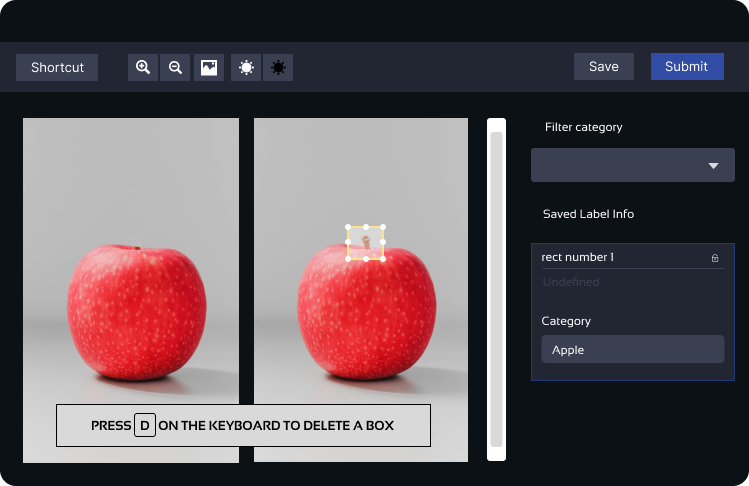 Shortcut
Save
Submit
Filter category
Saved Label Info
rect number 1
Undefined
Category
Apple
PRESS D ON THE KEYBOARD TO DELETE A BOX